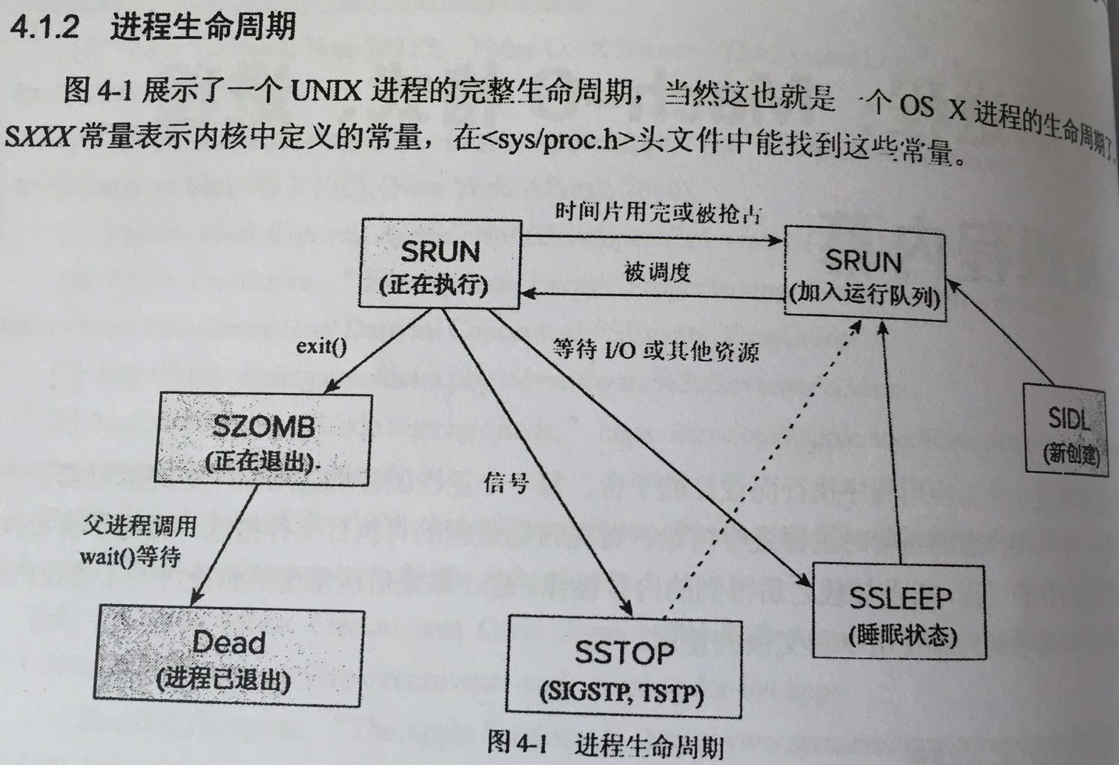 4.1.2 进程生命周期
图 4-1 展示了一个 UNIX 进程的完整生命周期，当然这也就是一个 OS X 进程的生命周期了
SXXX 常量表示内核中定义的常量，在<sys/proc.h>头文件中能找到这些常量。
时间片用完或被抢占
SRUN
(正在执行)
被调度
SRUN
(加入运行队列)
exit()
等待 I/O 或其他资源
SZOMB
(正在退出)
SIDL
(新创建)
信号
父进程调用
wait()等待
SSLEEP
(睡眠状态)
Dead
(进程已退出)
SSTOP
(SIGSTP, TSTP)
图 4-1 进程生命周期